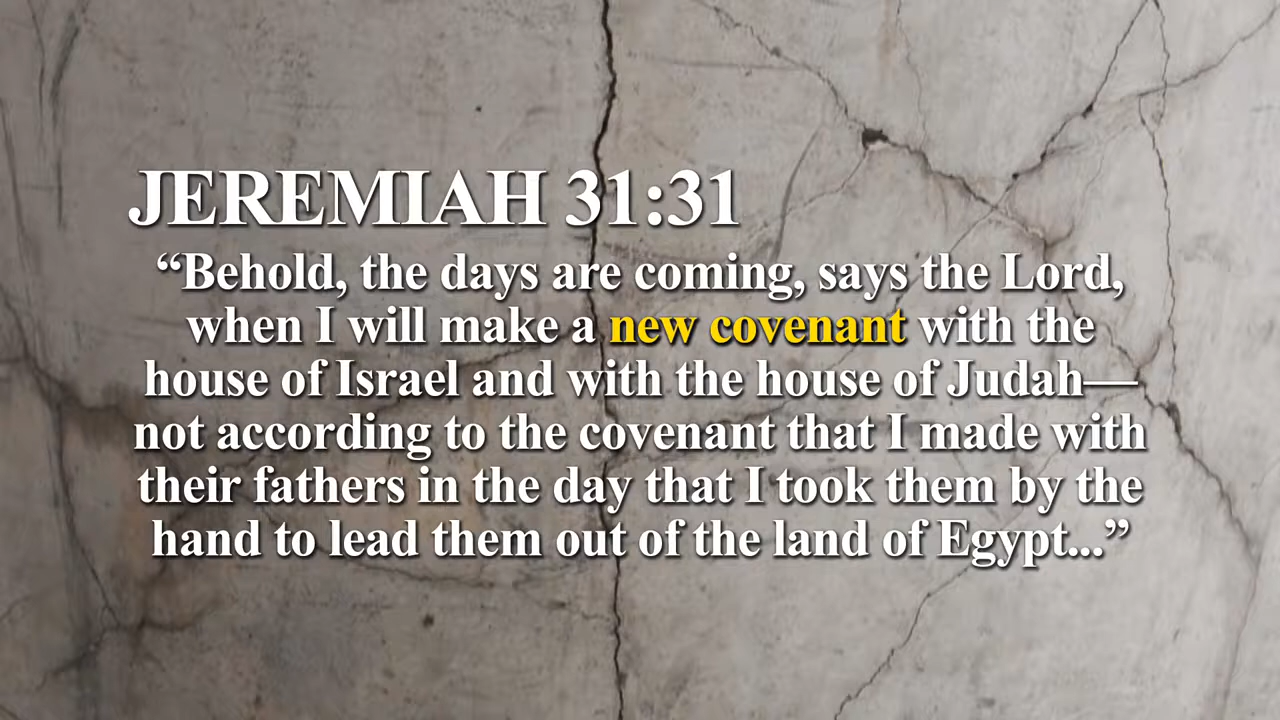 JEREMIAH 31:31
“Behold, the days are coming, says the Lord,
when I will make a new covenant with the
house of Israel and with the house of Judah—
not according to the covenant that I made with
their fathers in the day that I took them by the
hand to lead them out of the land of Egypt...”